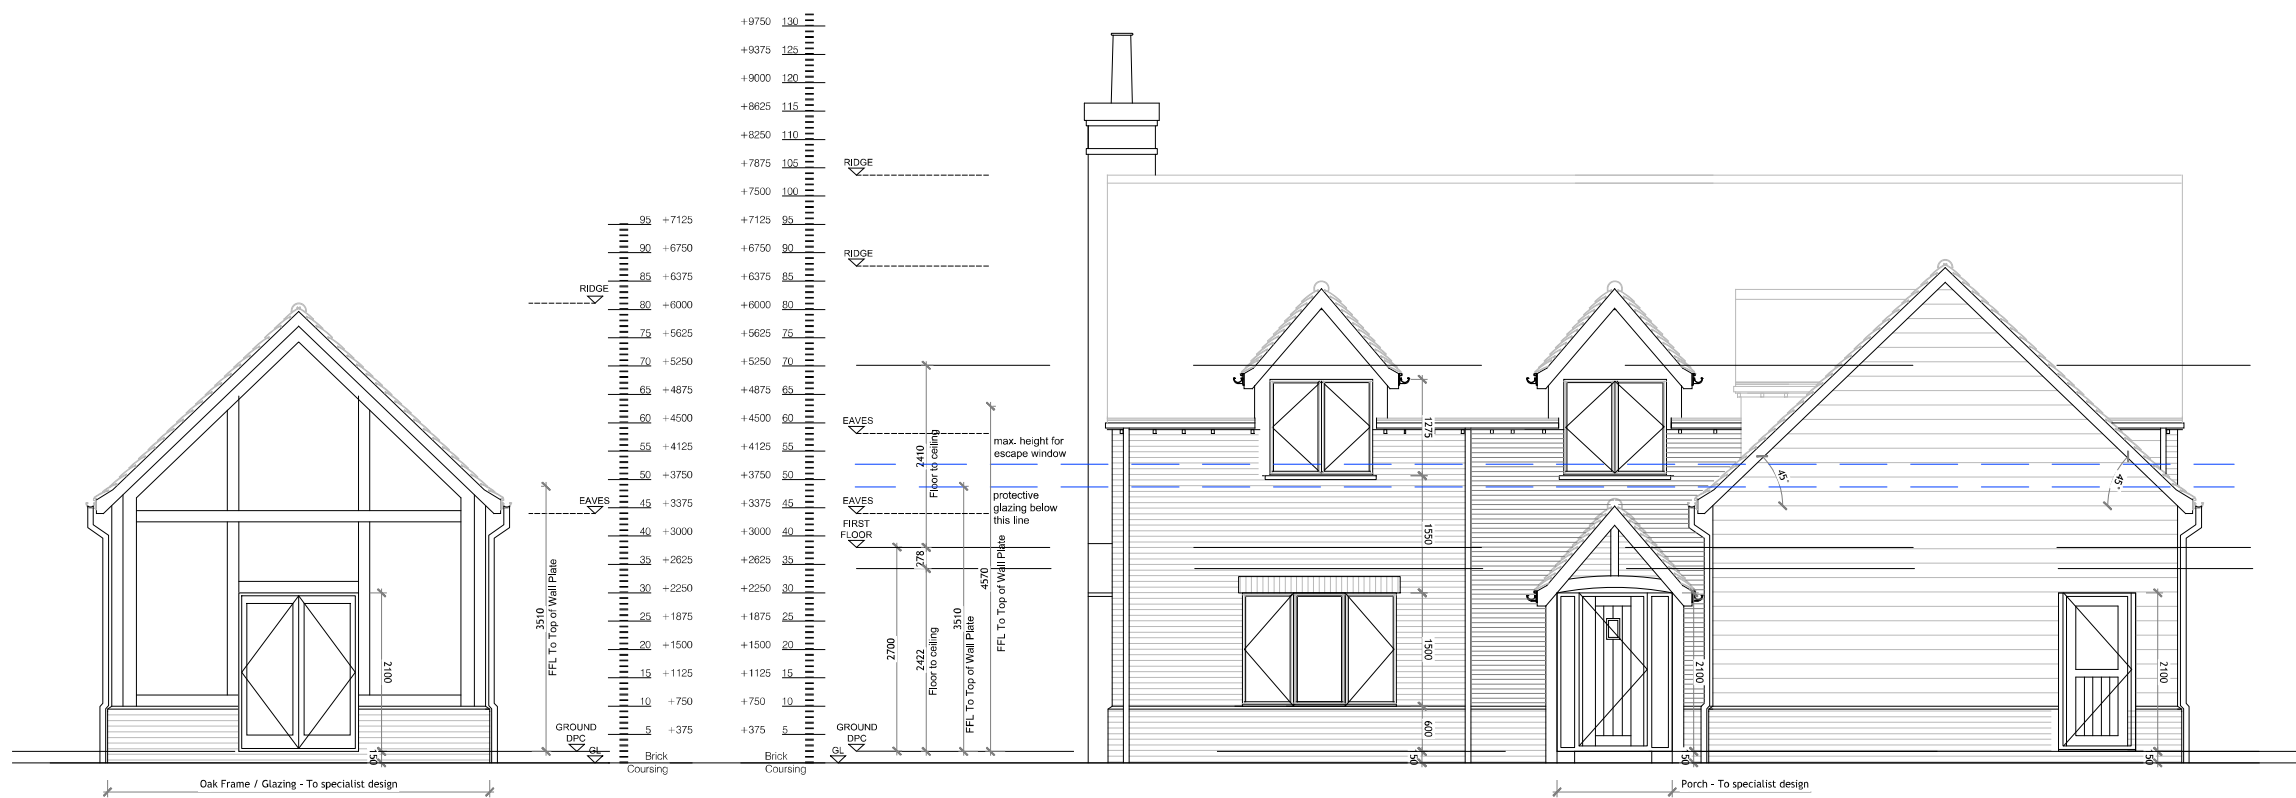 +9750 130
+9375 125
+9000 120
+8625 115
+8250 110
+7875 105
+7500 100
+7125 95
+6750 90
+6375 85
+6000 80
+5625 75
+5250 70
+4875 65
+4500 60
+4125 55
+3750 50
+3375 45
+3000 40
+2625 35
+2250 30
+1875 25
+1500 20
+1125 15
+750 10
+375 5
Brick
Coursing
95 +7125
90 +6750
85 +6375
80 +6000
75 +5625
70 +5250
65 +4875
60 +4500
55 +4125
50 +3750
45 +3375
40 +3000
35 +2625
30 +2250
25 +1875
20 +1500
15 +1125
10 +750
5 +375
Brick
Coursing
RIDGE
EAVES
GROUND
DPC
GL
3510
FFL To Top of Wall Plate
2100
150
Oak Frame / Glazing - To specialist design
RIDGE
RIDGE
EAVES
EAVES
FIRST
FLOOR
GROUND
DPC
GL
2410
Floor to ceiling
278
2700
2422
Floor to ceiling
3510
FFL To Top of Wall Plate
4570
FFL To Top of Wall Plate
max. height for
escape window
protective
glazing below
this line
1275
1550
1500
600
50
2100
50
45°
45°
2100
50
Porch - To specialist design